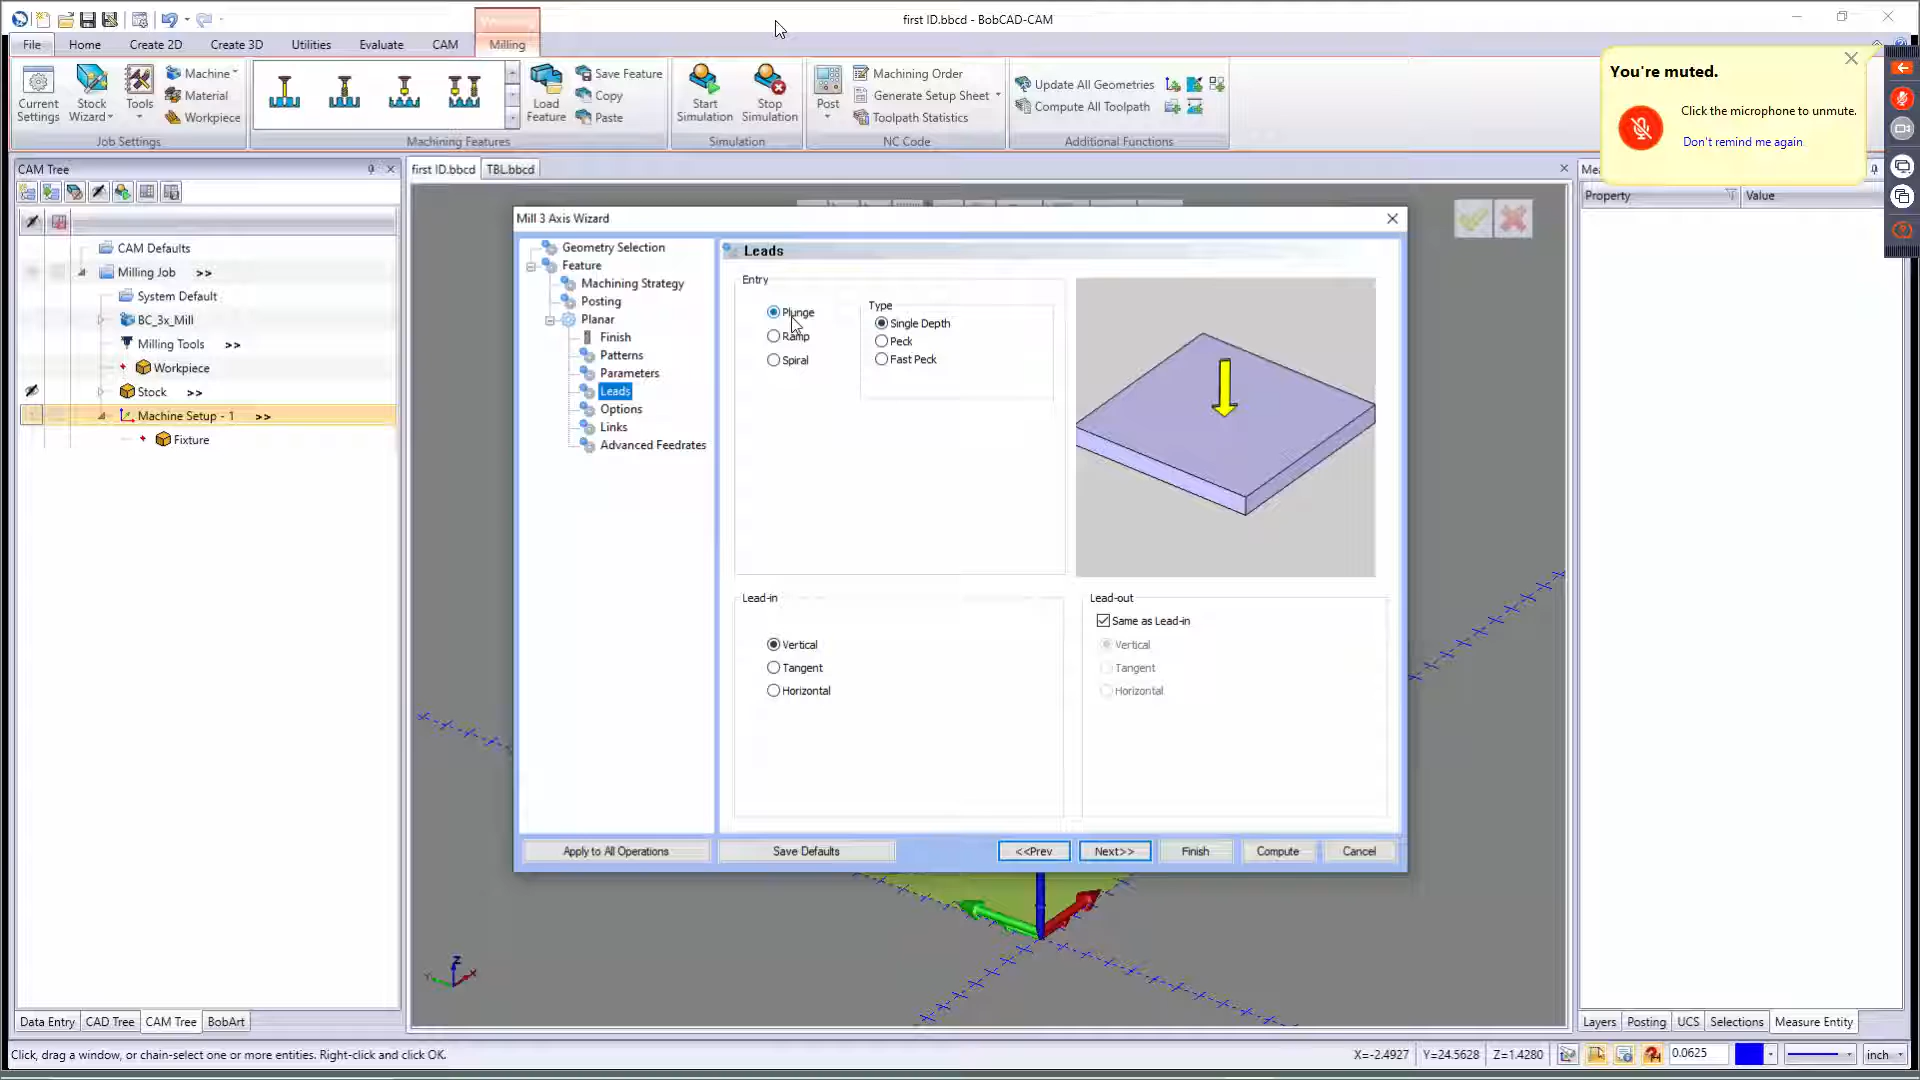 first ID.bbcd - BobCAD-CAM
File
Home
Create 2D
Create 3D
Utilities
Evaluate
CAM
Milling
Current Settings
Stock Wizard
Tools
Machine
Material
Workpiece
Job Settings
Machining Features
Load Feature
Save Feature
Copy
Paste
Start Simulation
Stop Simulation
Simulation
Post
Machining Order
Generate Setup Sheet
Toolpath Statistics
NC Code
Update All Geometries
Compute All Toolpath
Additional Functions
You're muted.
Click the microphone to unmute.
Don't remind me again.
CAM Tree
first ID.bbcd
TBL.bbcd
Property
Value
CAM Defaults
Milling Job >>
System Default
BC_3x_Mill
Milling Tools >>
Workpiece
Stock >>
Machine Setup - 1 >>
Fixture
Mill 3 Axis Wizard
Geometry Selection
Feature
Machining Strategy
Posting
Planar
Finish
Patterns
Parameters
Leads
Options
Links
Advanced Feedrates
Leads
Entry
Plunge
Ramp
Spiral
Type
Single Depth
Peck
Fast Peck
Lead-in
Vertical
Tangent
Horizontal
Lead-out
Same as Lead-in
Vertical
Tangent
Horizontal
Apply to All Operations
Save Defaults
<<Prev
Next>>
Finish
Compute
Cancel
Z
Data Entry
CAD Tree
CAM Tree
BobArt
Layers
Posting
UCS
Selections
Measure Entity
Click, drag a window, or chain-select one or more entities. Right-click and click OK.
X=-2.4927
Y=24.5628
Z=1.4280
0.0625
inch